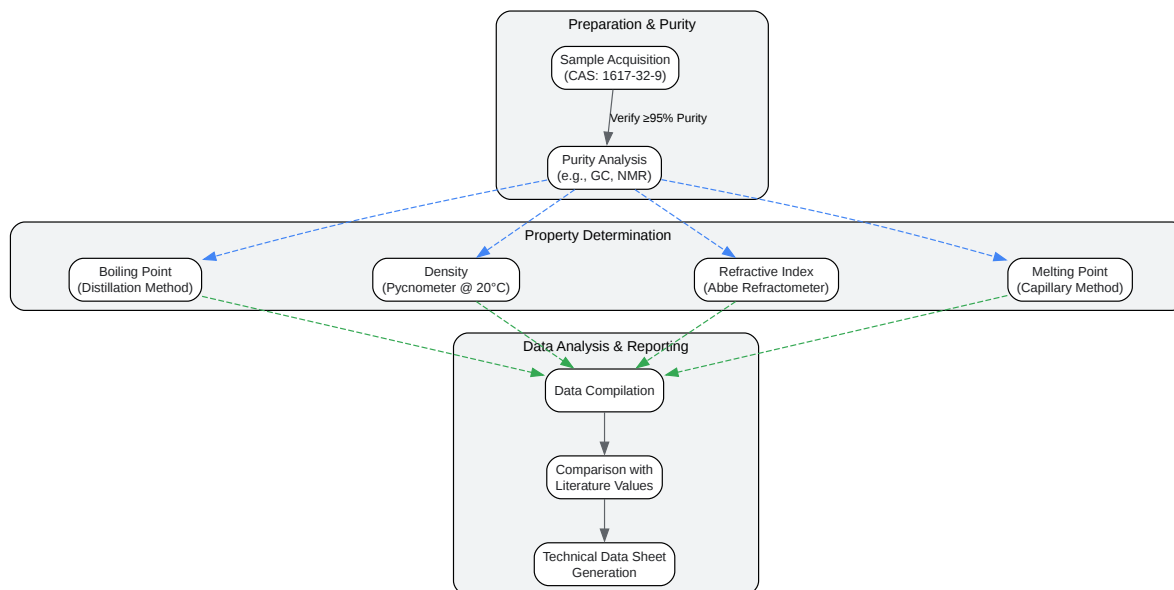 Preparation & Purity
Sample Acquisition
(CAS: 1617-32-9)
Verify ≥95% Purity
Purity Analysis
(e.g., GC, NMR)
Property Determination
Boiling Point
(Distillation Method)
Density
(Pycnometer @ 20°C)
Refractive Index
(Abbe Refractometer)
Melting Point
(Capillary Method)
Data Analysis & Reporting
Data Compilation
Comparison with
Literature Values
Technical Data Sheet
Generation